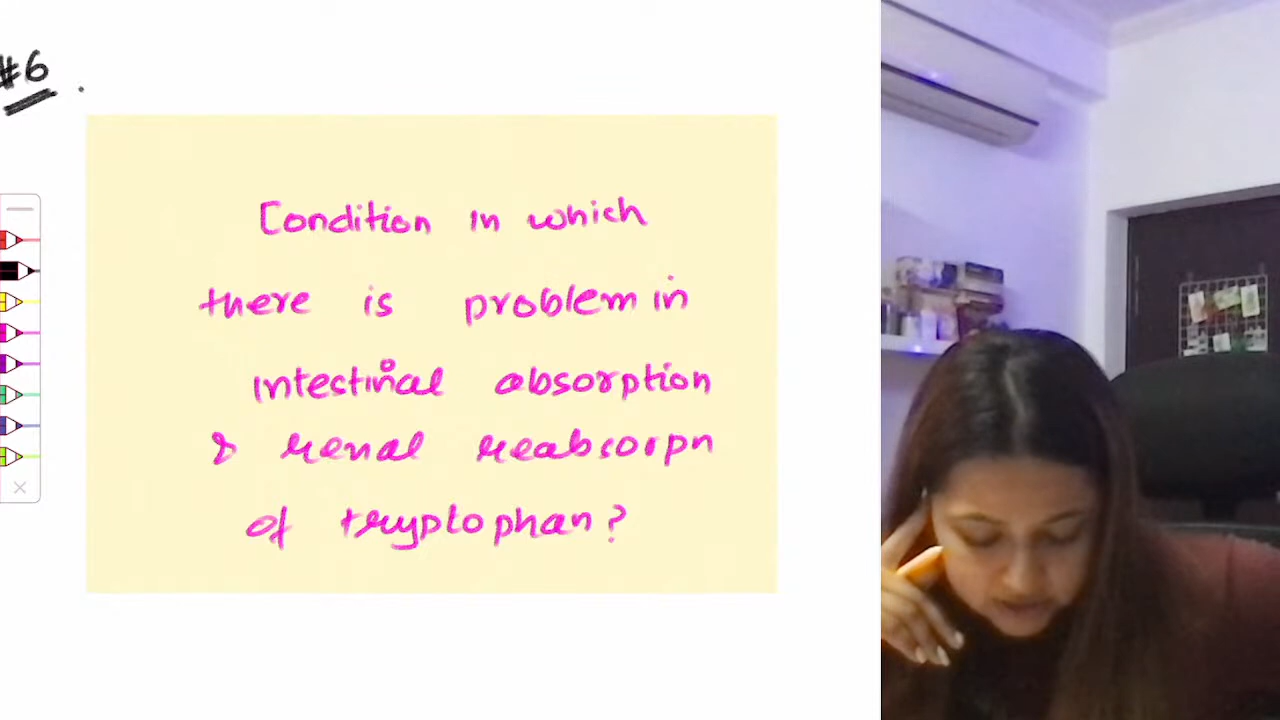 #6
Condition in which
there is problem in
intestinal absorption
& renal reabsorpn
of tryptophan?